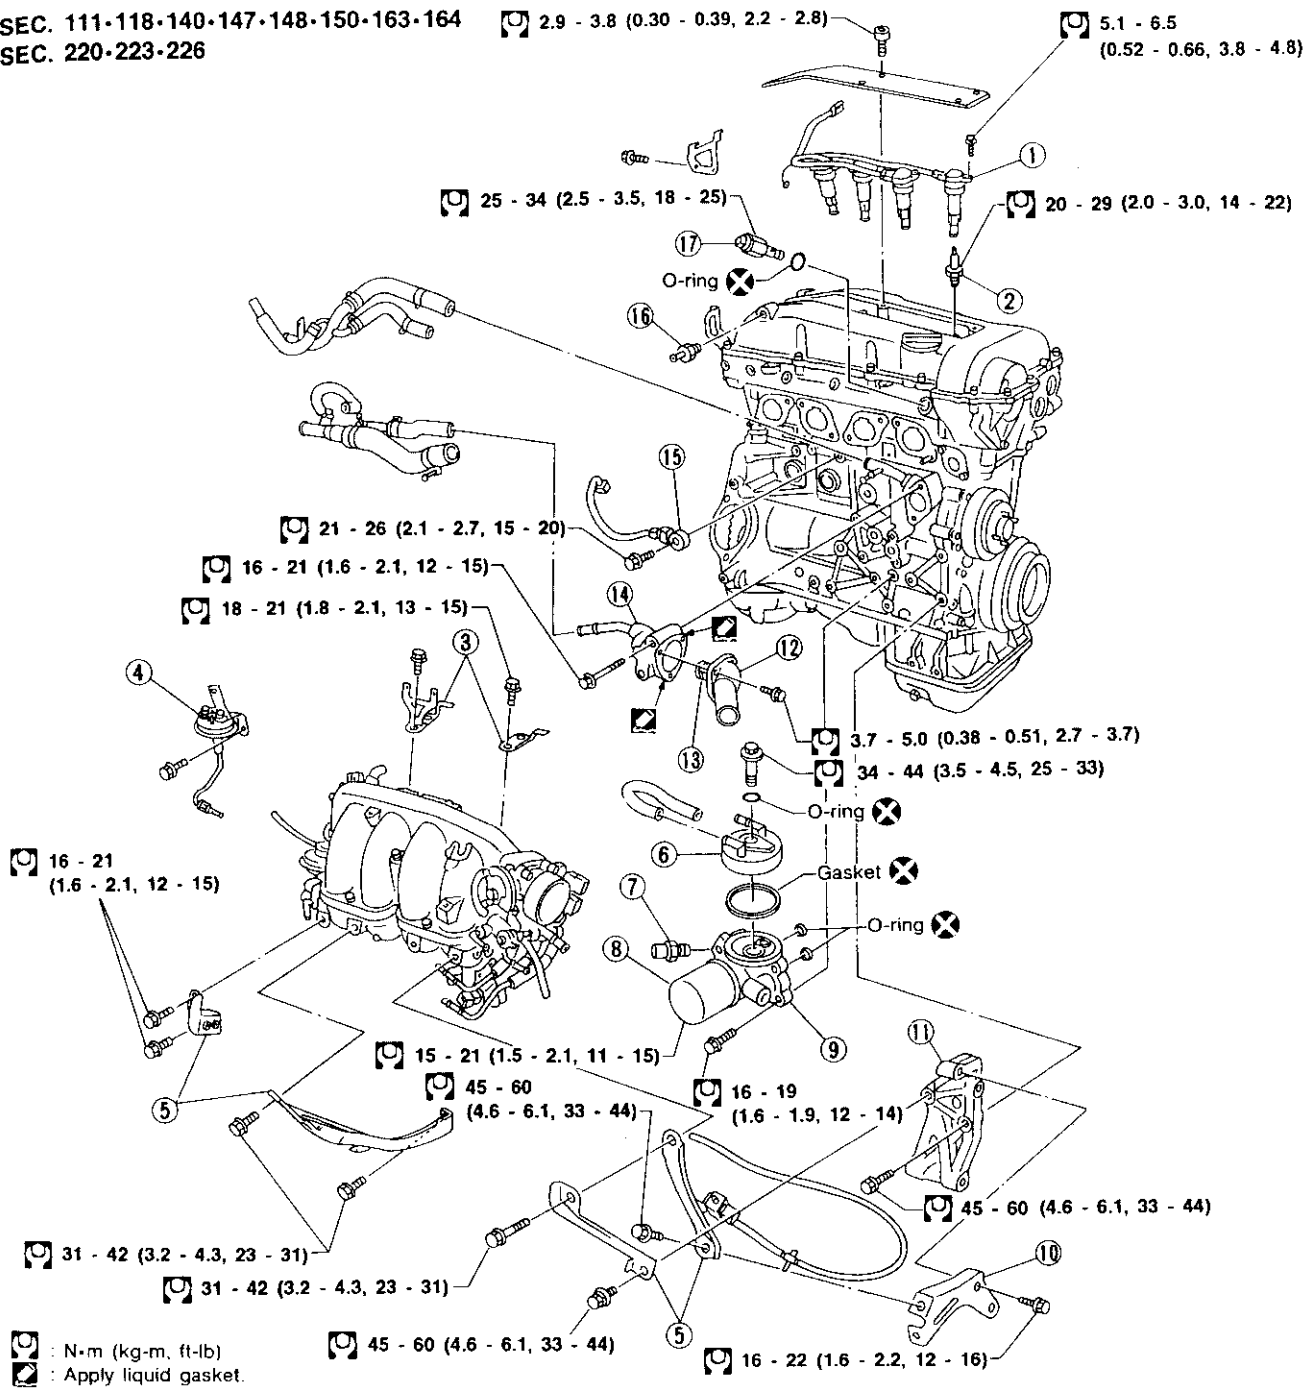 SEC. 111•118•140•147•148•150•163•164
SEC. 220•223•226
2.9 - 3.8 (0.30 - 0.39, 2.2 - 2.8)
5.1 - 6.5
(0.52 - 0.66, 3.8 - 4.8)
1
25 - 34 (2.5 - 3.5, 18 - 25)
20 - 29 (2.0 - 3.0, 14 - 22)
17
O-ring
2
16
15
21 - 26 (2.1 - 2.7, 15 - 20)
16 - 21 (1.6 - 2.1, 12 - 15)
18 - 21 (1.8 - 2.1, 13 - 15)
14
3
12
4
13
3.7 - 5.0 (0.38 - 0.51, 2.7 - 3.7)
34 - 44 (3.5 - 4.5, 25 - 33)
O-ring
6
16 - 21
(1.6 - 2.1, 12 - 15)
Gasket
7
O-ring
8
9
11
15 - 21 (1.5 - 2.1, 11 - 15)
5
45 - 60
(4.6 - 6.1, 33 - 44)
16 - 19
(1.6 - 1.9, 12 - 14)
45 - 60 (4.6 - 6.1, 33 - 44)
31 - 42 (3.2 - 4.3, 23 - 31)
10
31 - 42 (3.2 - 4.3, 23 - 31)
5
45 - 60 (4.6 - 6.1, 33 - 44)
16 - 22 (1.6 - 2.2, 12 - 16)
: N•m (kg-m, ft-lb)
: Apply liquid gasket.